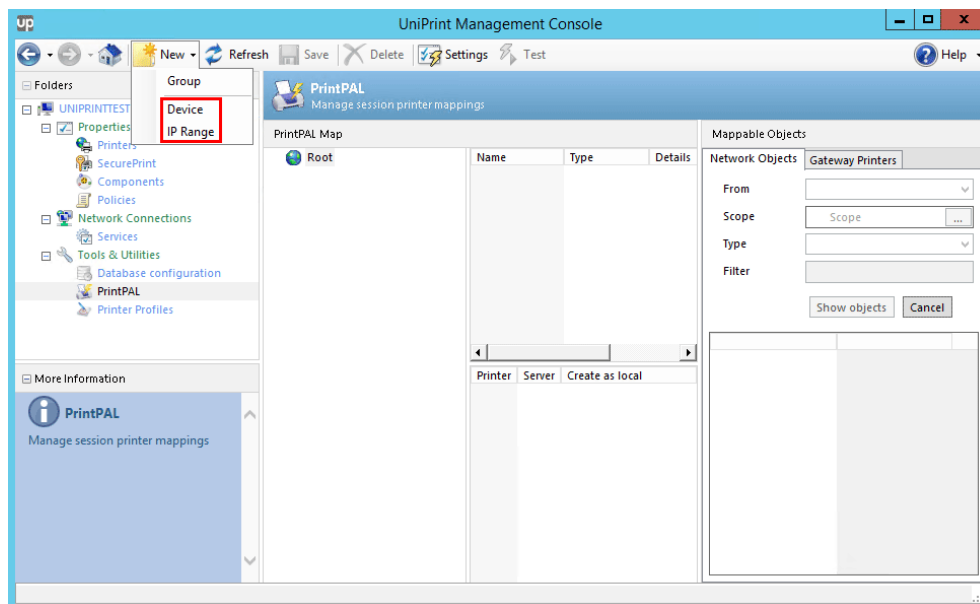 up UniPrint Management Console
New Refresh Save Delete Settings Test Help
Group
Device
IP Range
Folders
UNIPRINTTEST
Properties
Printers
SecurePrint
Components
Policies
Network Connections
Services
Tools & Utilities
Database configuration
PrintPAL
Printer Profiles
More Information
PrintPAL
Manage session printer mappings
PrintPAL
Manage session printer mappings
PrintPAL Map
Root
Name Type Details
Printer Server Create as local
Mappable Objects
Network Objects Gateway Printers
From
Scope Scope ...
Type
Filter
Show objects Cancel